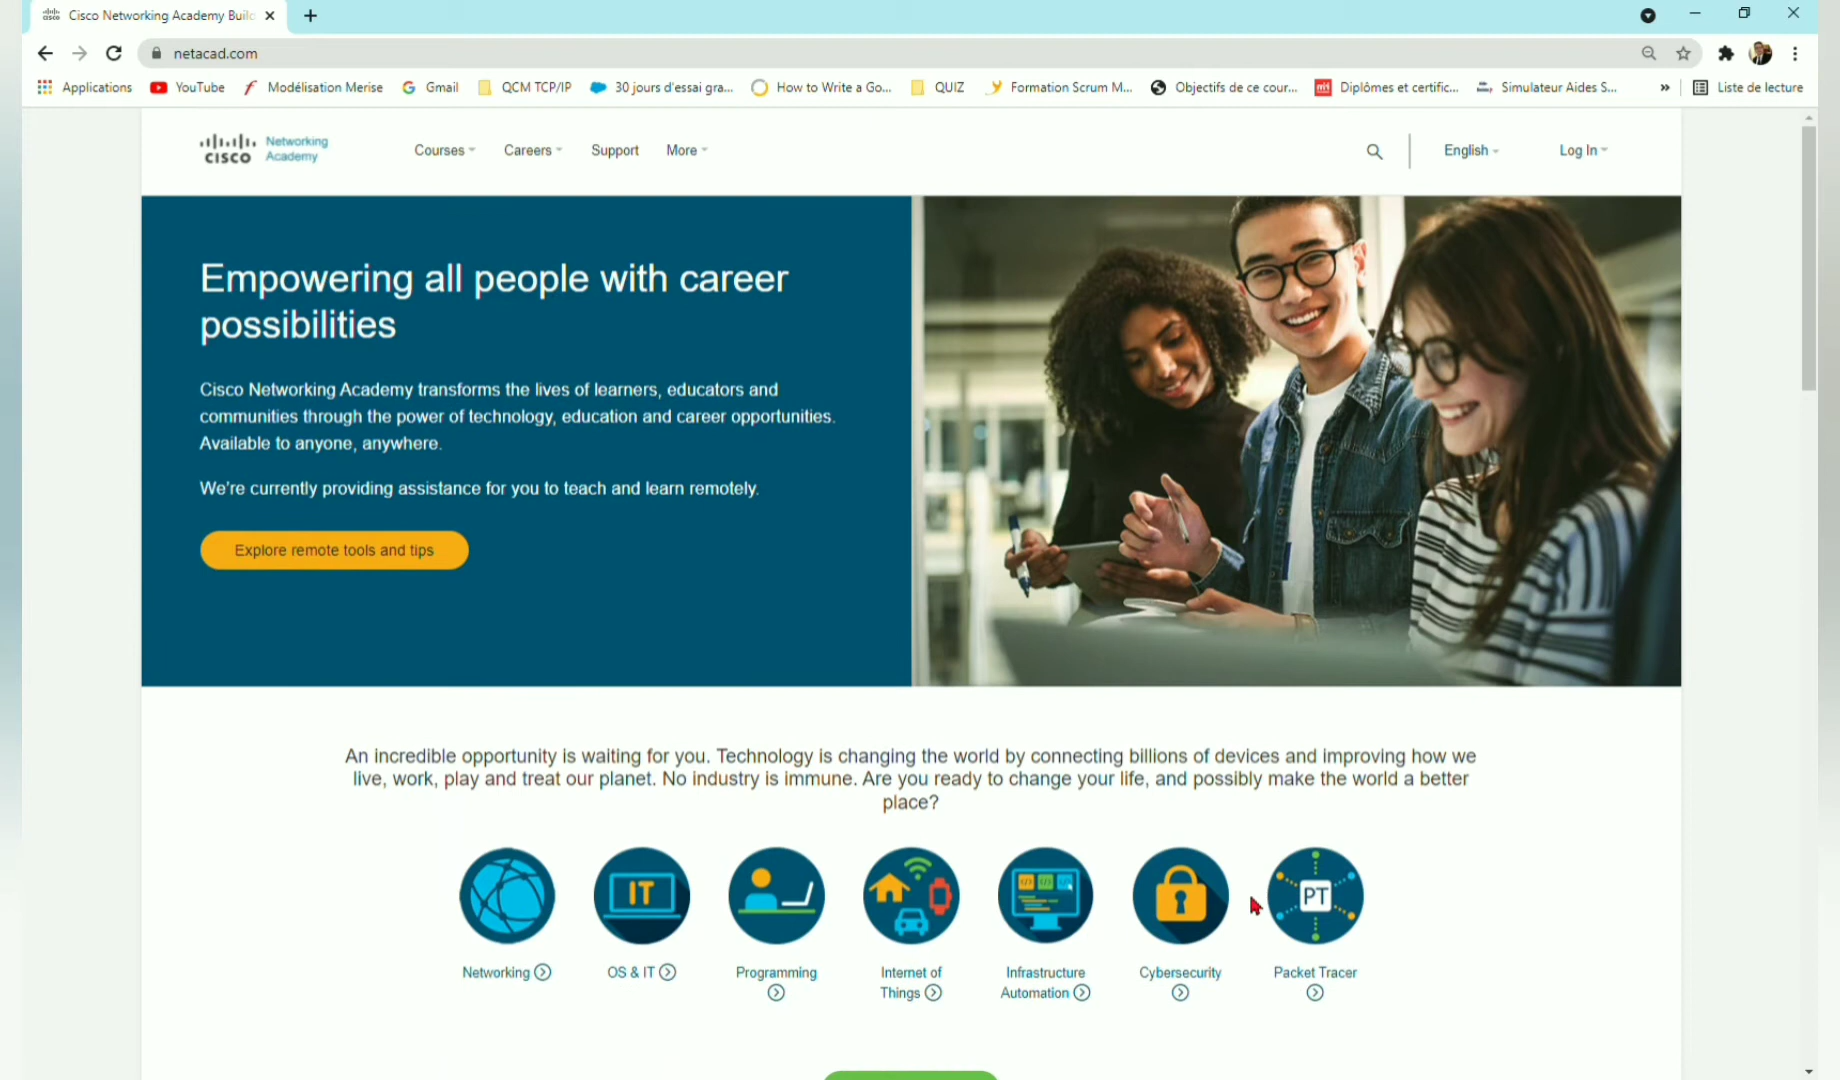 Cisco Networking Academy Buil
netacad.com
Applications YouTube Modélisation Merise Gmail QCM TCP/IP 30 jours d'essai gra... How to Write a Go... QUIZ Formation Scrum M... Objectifs de ce cour... Diplômes et certific... Simulateur Aides S... » Liste de lecture
CISCO Networking Academy
Courses Careers Support More English Log In
Empowering all people with career
possibilities
Cisco Networking Academy transforms the lives of learners, educators and
communities through the power of technology, education and career opportunities.
Available to anyone, anywhere.
We're currently providing assistance for you to teach and learn remotely.
Explore remote tools and tips
An incredible opportunity is waiting for you. Technology is changing the world by connecting billions of devices and improving how we
live, work, play and treat our planet. No industry is immune. Are you ready to change your life, and possibly make the world a better
place?
IT
PT
Networking
OS & IT
Programming
Internet of
Things
Infrastructure
Automation
Cybersecurity
Packet Tracer